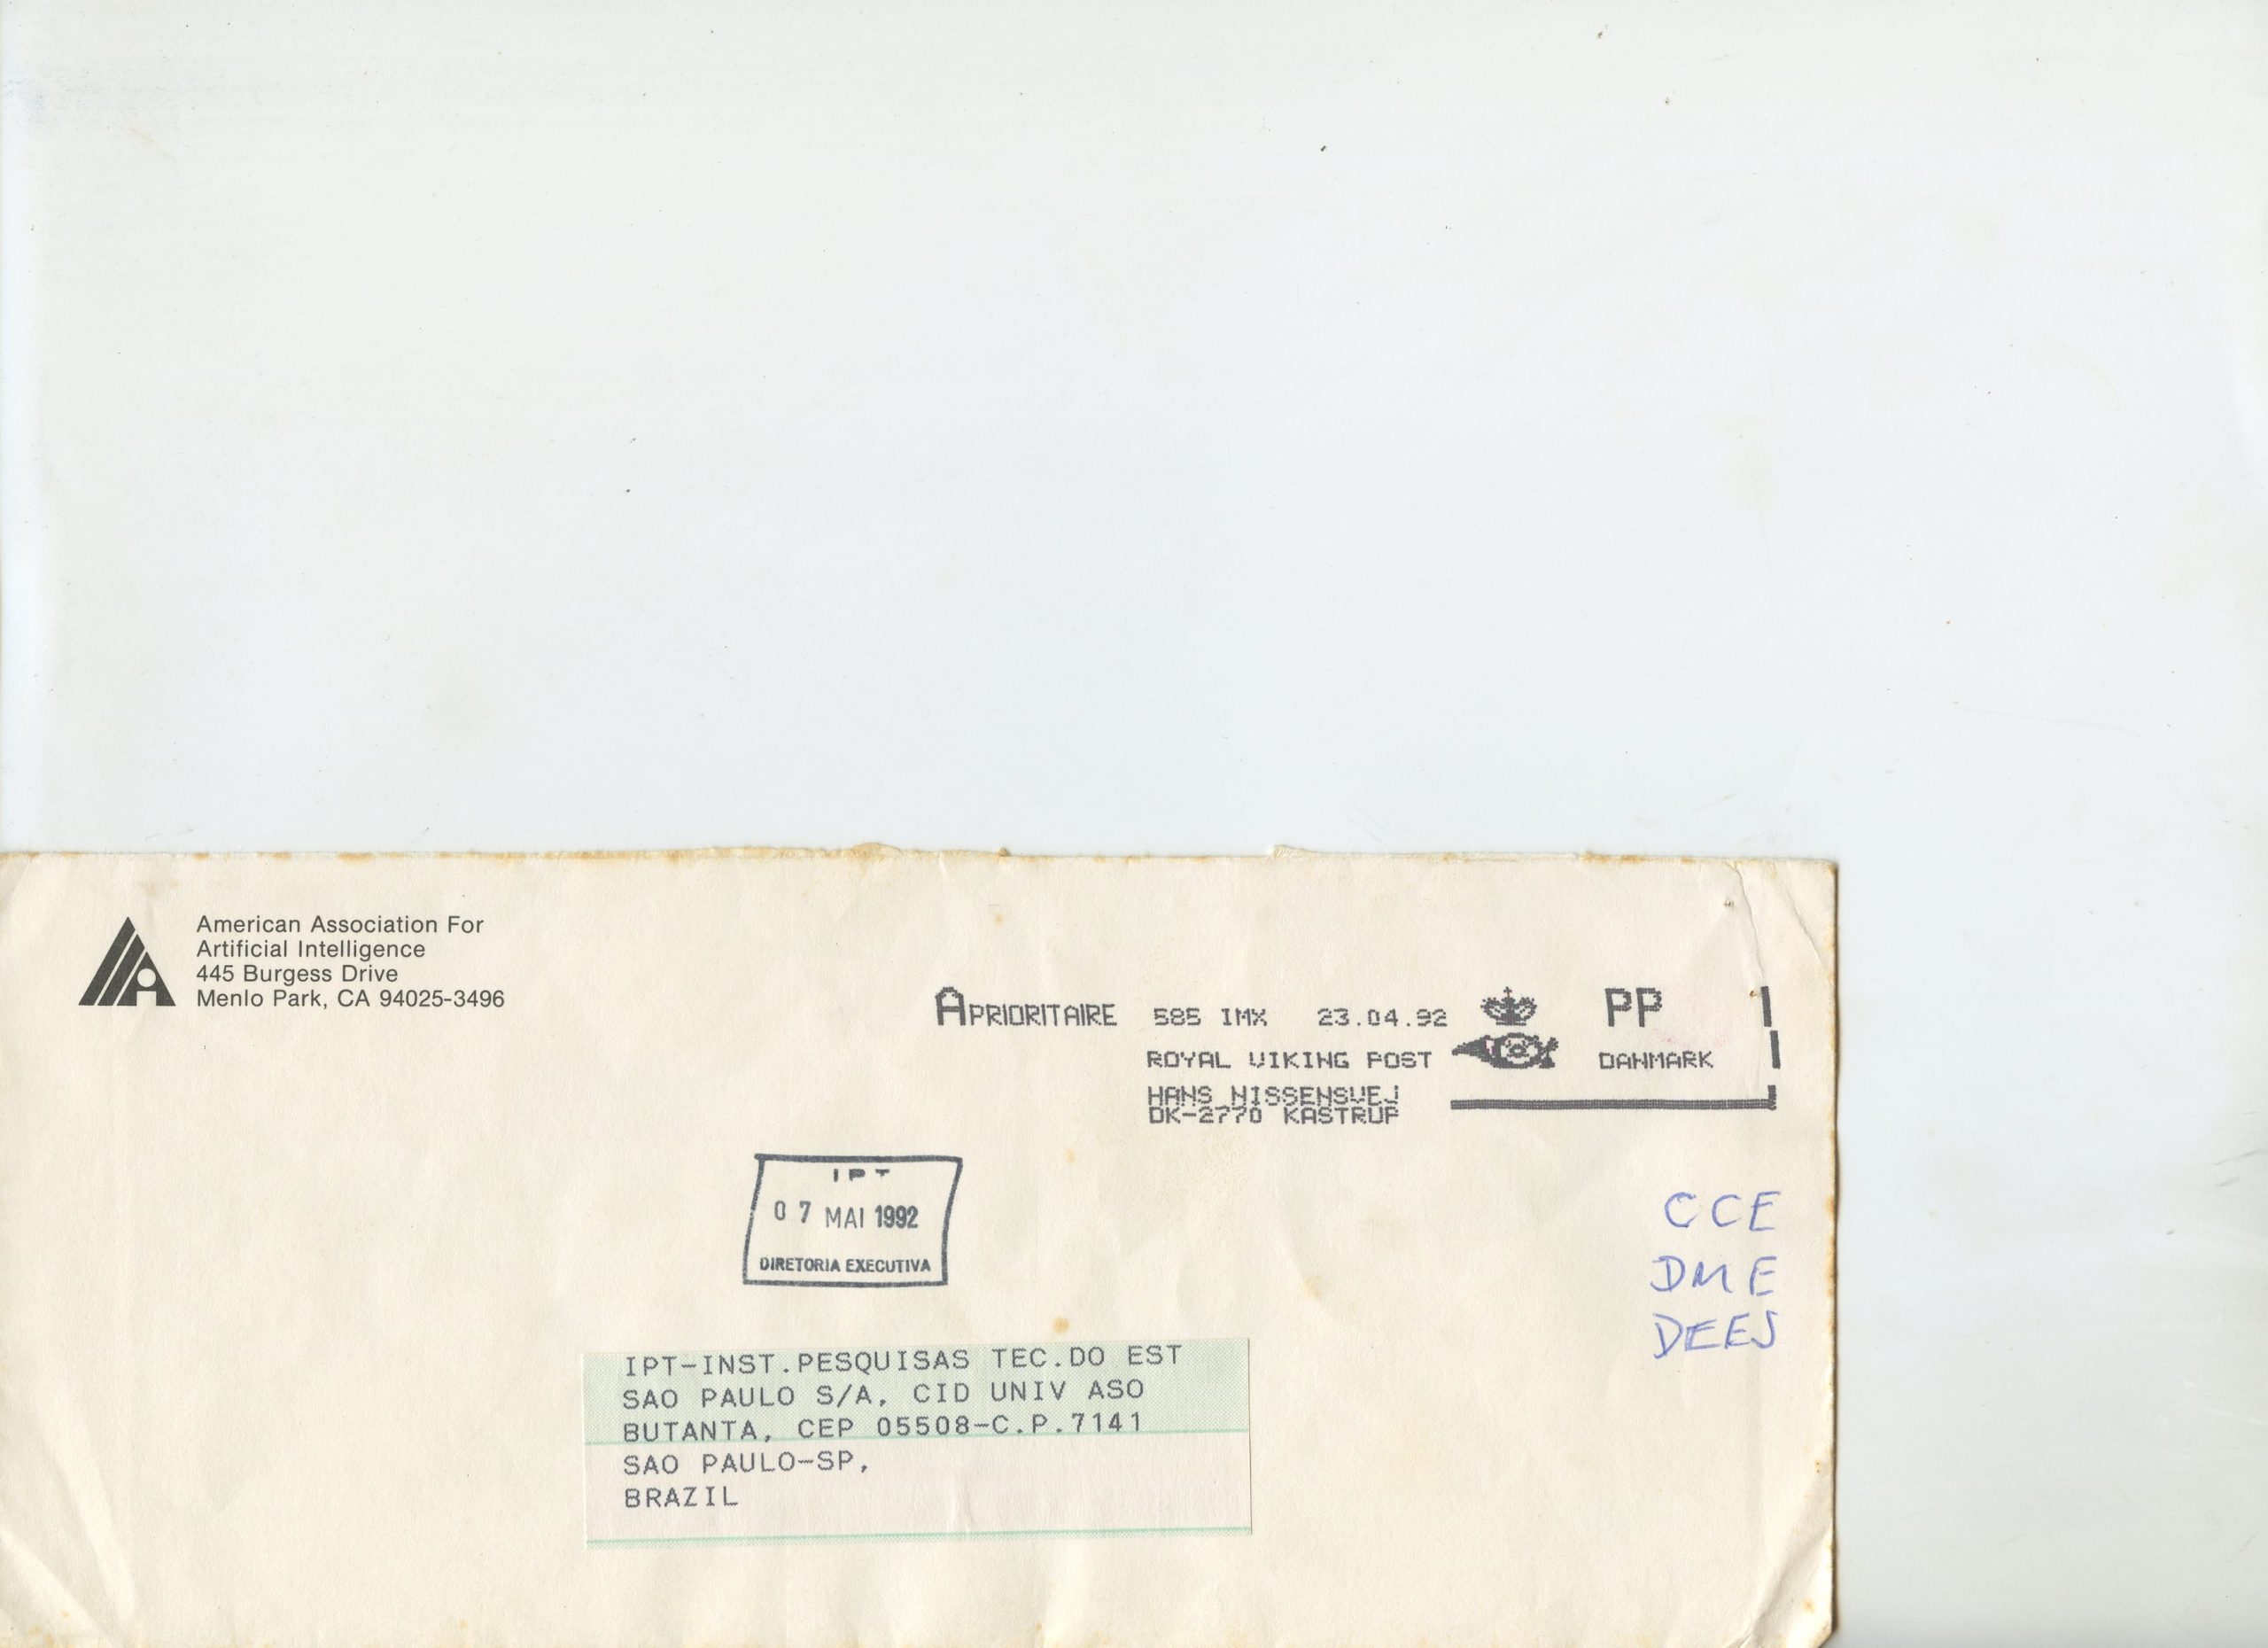 American Association For
Artificial Intelligence
445 Burgess Drive
Menlo Park, CA 94025-3496
APRIORITAIRE 585 IMX 23.04.92 PP
ROYAL VIKING POST DANMARK
HANS NISSENSVEJ
DK-2770 KASTRUP
IPT
07 MAI 1992
DIRETORIA EXECUTIVA
CCE
DME
DEES
IPT-INST.PESQUISAS TEC.DO EST
SAO PAULO S/A, CID UNIV ASO
BUTANTA, CEP 05508-C.P.7141
SAO PAULO-SP,
BRAZIL